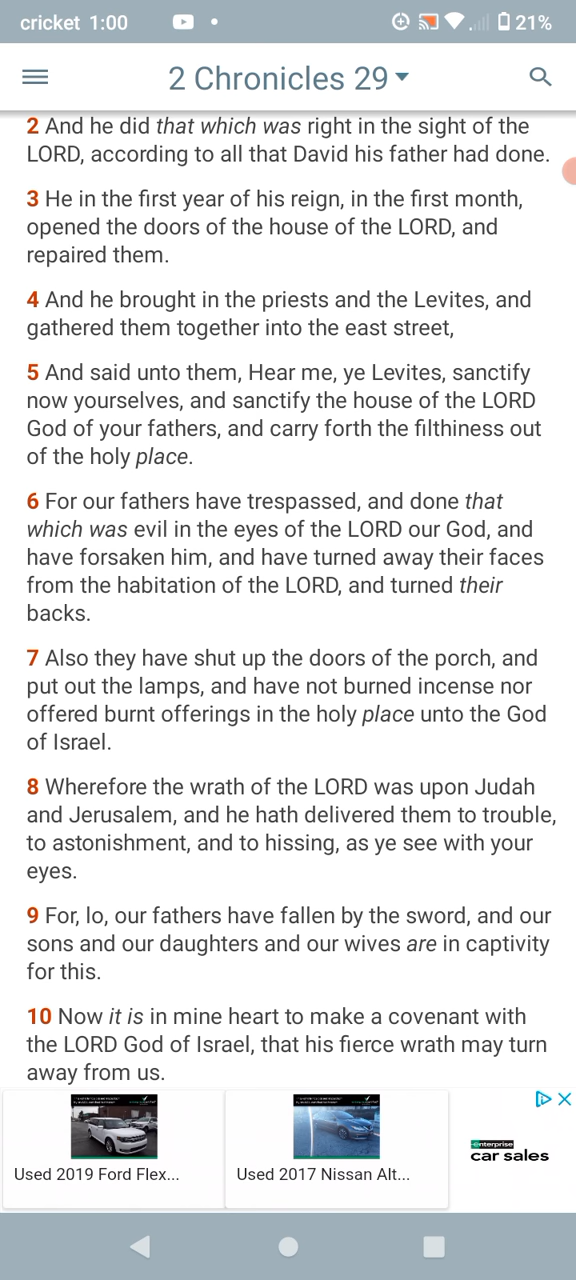 cricket 1:00
21%
2 Chronicles 29
2 And he did that which was right in the sight of the
LORD, according to all that David his father had done.
3 He in the first year of his reign, in the first month,
opened the doors of the house of the LORD, and
repaired them.
4 And he brought in the priests and the Levites, and
gathered them together into the east street,
5 And said unto them, Hear me, ye Levites, sanctify
now yourselves, and sanctify the house of the LORD
God of your fathers, and carry forth the filthiness out
of the holy place.
6 For our fathers have trespassed, and done that
which was evil in the eyes of the LORD our God, and
have forsaken him, and have turned away their faces
from the habitation of the LORD, and turned their
backs.
7 Also they have shut up the doors of the porch, and
put out the lamps, and have not burned incense nor
offered burnt offerings in the holy place unto the God
of Israel.
8 Wherefore the wrath of the LORD was upon Judah
and Jerusalem, and he hath delivered them to trouble,
to astonishment, and to hissing, as ye see with your
eyes.
9 For, lo, our fathers have fallen by the sword, and our
sons and our daughters and our wives are in captivity
for this.
10 Now it is in mine heart to make a covenant with
the LORD God of Israel, that his fierce wrath may turn
away from us.
Used 2019 Ford Flex...
Used 2017 Nissan Alt...
enterprise
car sales